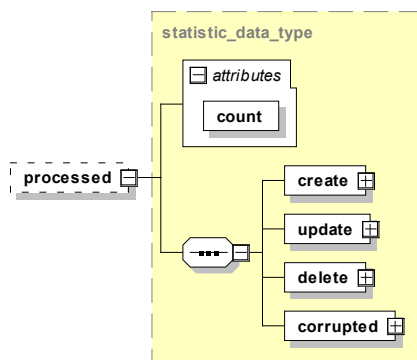 statistic_data_type
attributes
count
processed
create
update
delete
corrupted